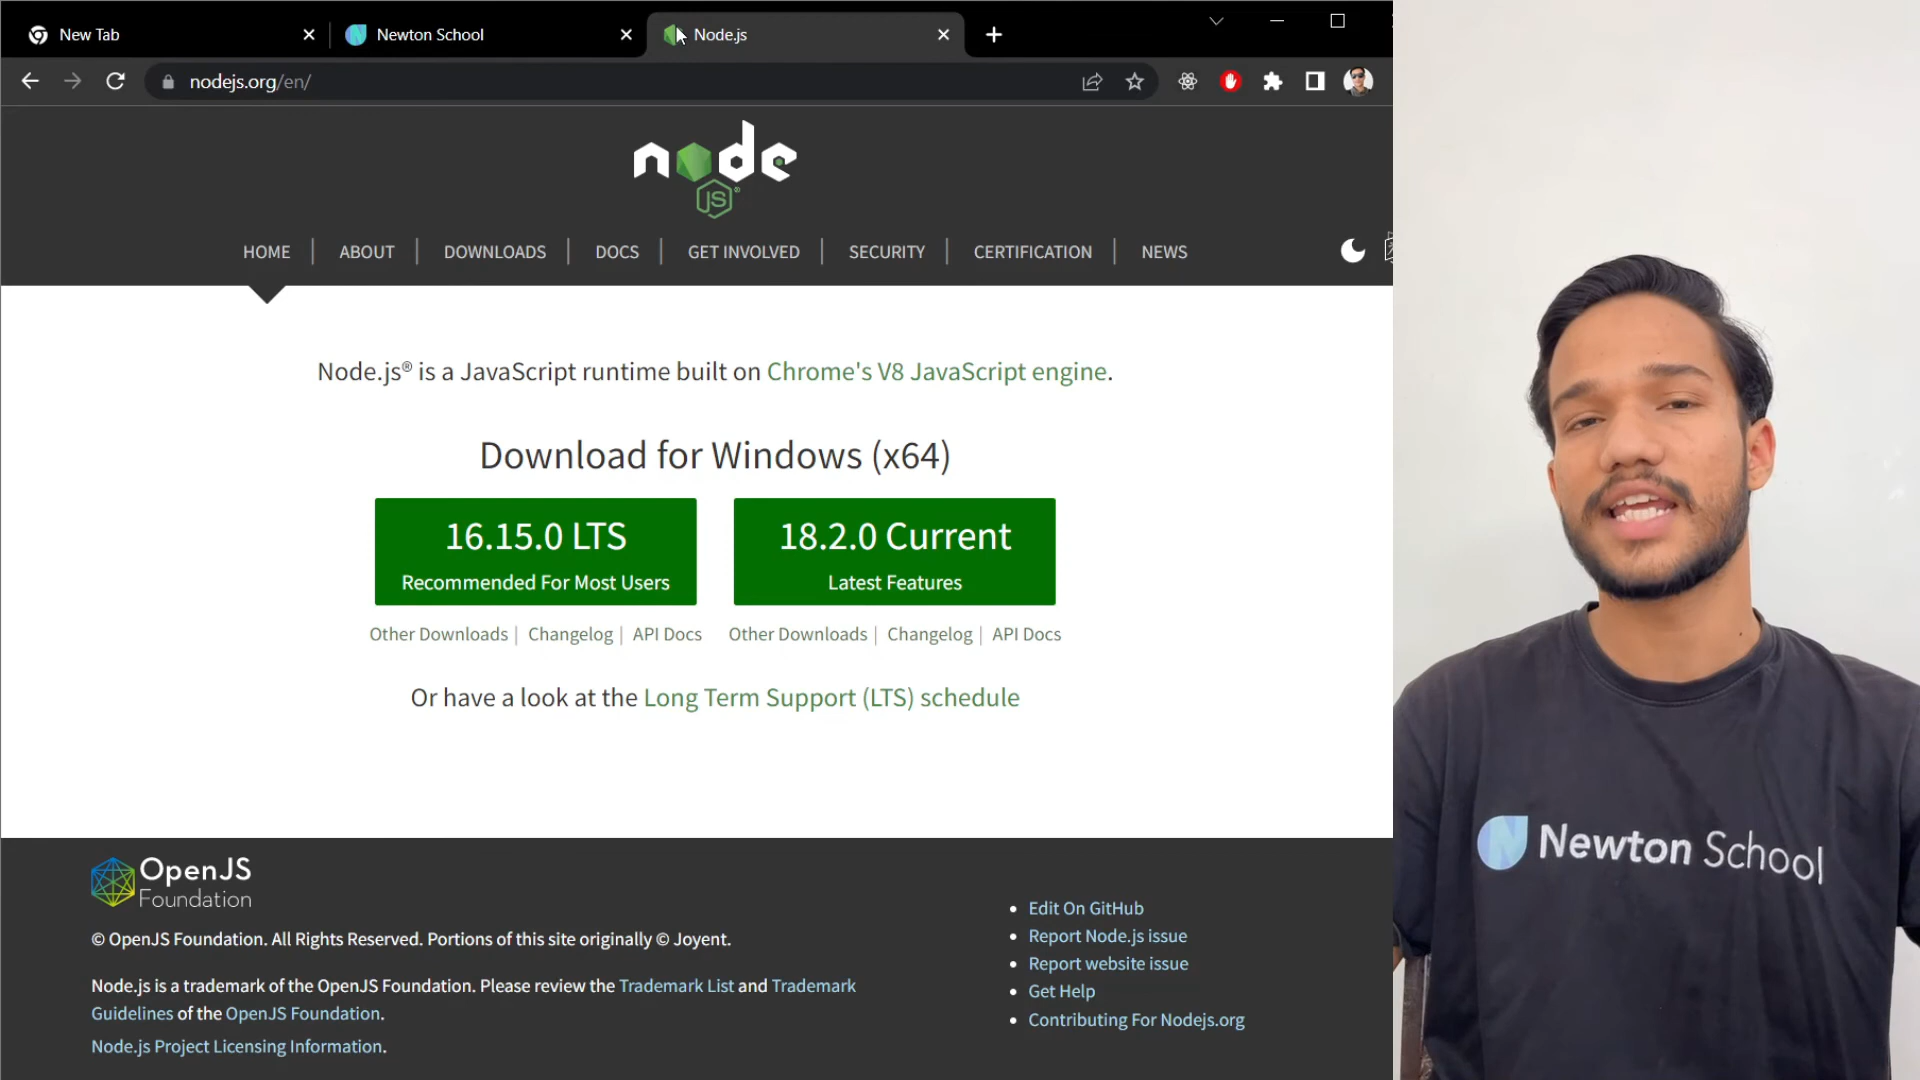 New Tab
Newton School
Node.js
nodejs.org/en/
node
JS
HOME
ABOUT
DOWNLOADS
DOCS
GET INVOLVED
SECURITY
CERTIFICATION
NEWS
Node.js® is a JavaScript runtime built on Chrome's V8 JavaScript engine.
Download for Windows (x64)
16.15.0 LTS
Recommended For Most Users
18.2.0 Current
Latest Features
Other Downloads | Changelog | API Docs
Other Downloads | Changelog | API Docs
Or have a look at the Long Term Support (LTS) schedule
OpenJS
Foundation
© OpenJS Foundation. All Rights Reserved. Portions of this site originally © Joyent.
Node.js is a trademark of the OpenJS Foundation. Please review the Trademark List and Trademark
Guidelines of the OpenJS Foundation.
Node.js Project Licensing Information.
Edit On GitHub
Report Node.js issue
Report website issue
Get Help
Contributing For Nodejs.org
Newton School